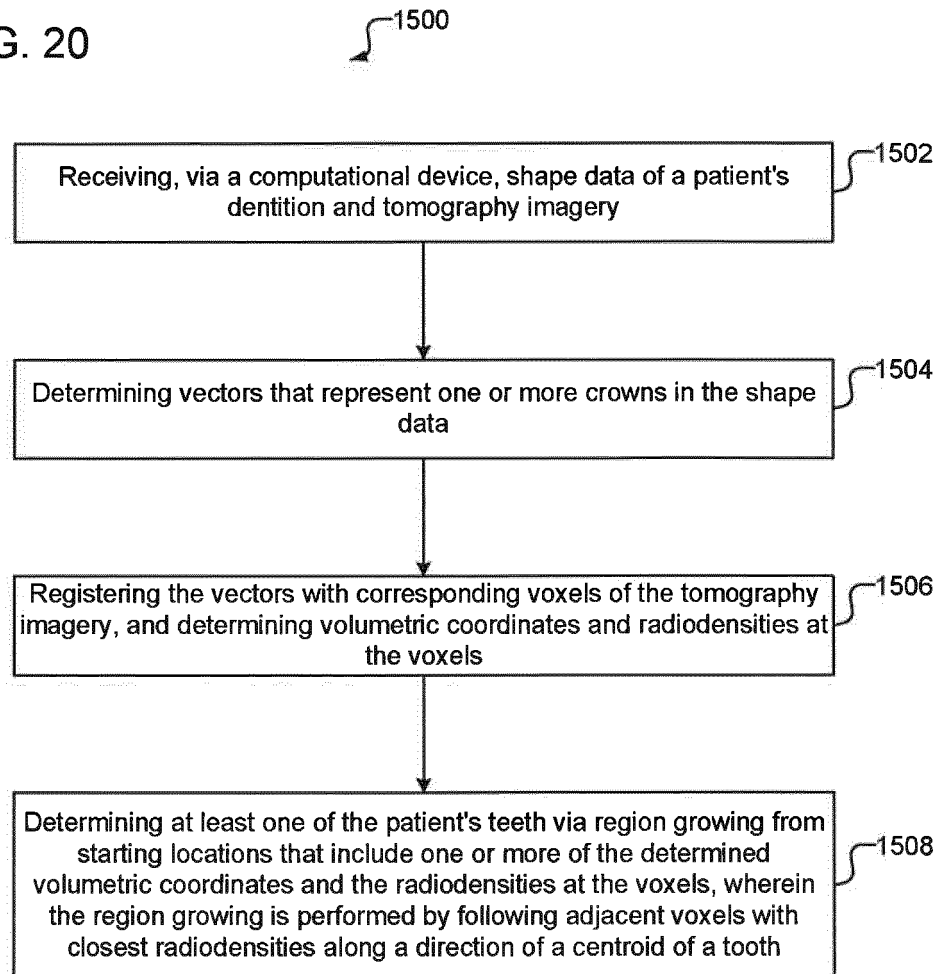 G. 20
1500
Receiving, via a computational device, shape data of a patient's
dentition and tomography imagery
1502
Determining vectors that represent one or more crowns in the shape
data
1504
Registering the vectors with corresponding voxels of the tomography
imagery, and determining volumetric coordinates and radiodensities at
the voxels
1506
Determining at least one of the patient's teeth via region growing from
starting locations that include one or more of the determined
volumetric coordinates and the radiodensities at the voxels, wherein
the region growing is performed by following adjacent voxels with
closest radiodensities along a direction of a centroid of a tooth
1508